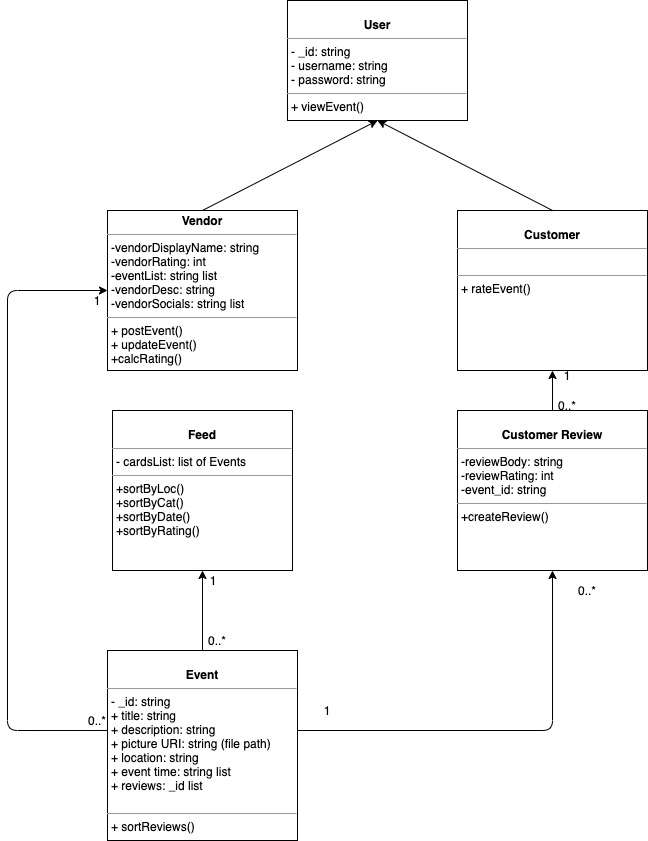 User
- _id: string
- username: string
- password: string
+ viewEvent()
Vendor
-vendorDisplayName: string
-vendorRating: int
-eventList: string list
-vendorDesc: string
-vendorSocials: string list
+ postEvent()
+ updateEvent()
+calcRating()
1
Customer
+ rateEvent()
1
0..*
Feed
- cardsList: list of Events
+sortByLoc()
+sortByCat()
+sortByDate()
+sortByRating()
1
0..*
Customer Review
-reviewBody: string
-reviewRating: int
-event_id: string
+createReview()
0..*
Event
- _id: string
+ title: string
+ description: string
+ picture URI: string (file path)
+ location: string
+ event time: string list
+ reviews: _id list
+ sortReviews()
0..*
1